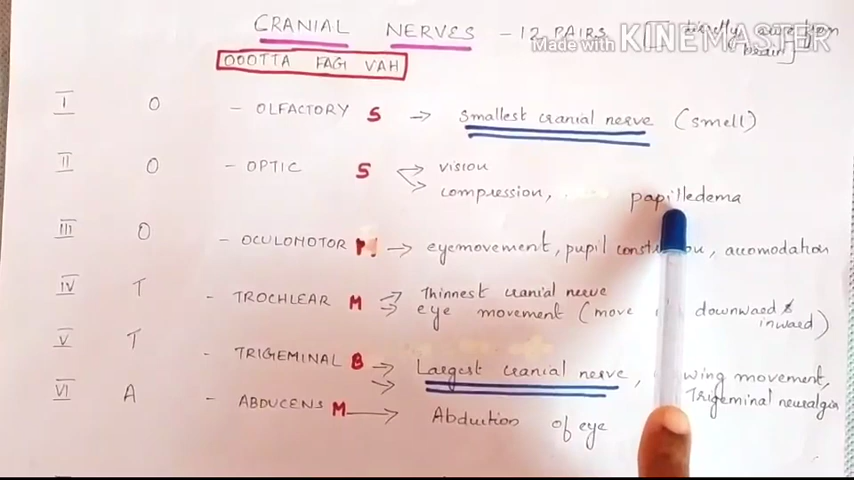 CRANIAL NERVES - 12 PAIRS
Made with KINEMASTER
brain]
OOOTTA FAGI VAH
I O - OLFACTORY S → Smallest cranial nerve (smell)
II O - OPTIC S vision
compression, papilledema
III O - OCULOMOTOR → eyemovement, pupil , accomodation
IV T - TROCHLEAR M Thinnest cranial nerve
eye movement (move downward &
inward)
V T - TRIGEMINAL B Largest cranial nerve, movement,
Trigeminal neuralgia
VI A - ABDUCENS M → Abduction of eye